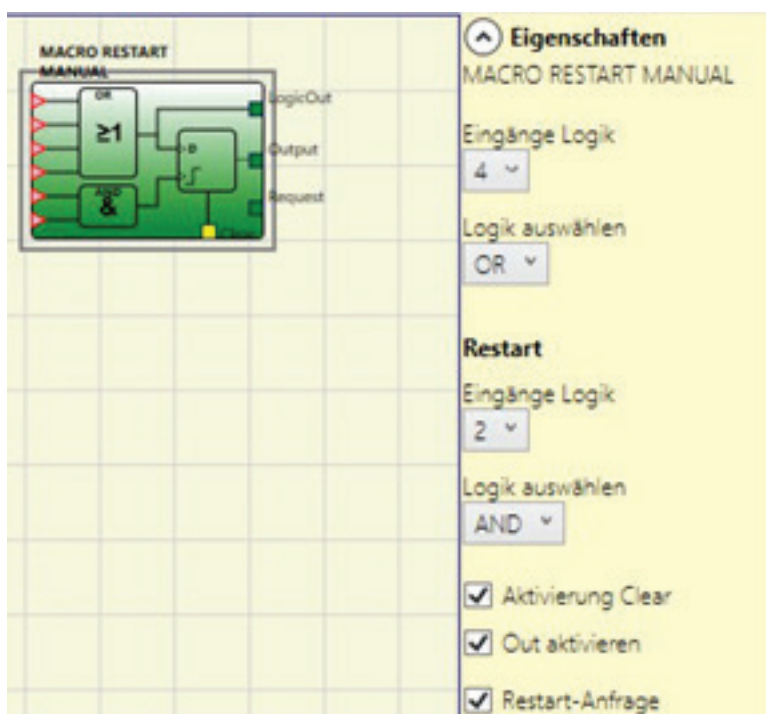 MACRO RESTART
MANUAL
OR
≥1
AND
&
D
LogicOut
Output
Request
Clear
Eigenschaften
MACRO RESTART MANUAL
Eingänge Logik
4
Logik auswählen
OR
Restart
Eingänge Logik
2
Logik auswählen
AND
Aktivierung Clear
Out aktivieren
Restart-Anfrage